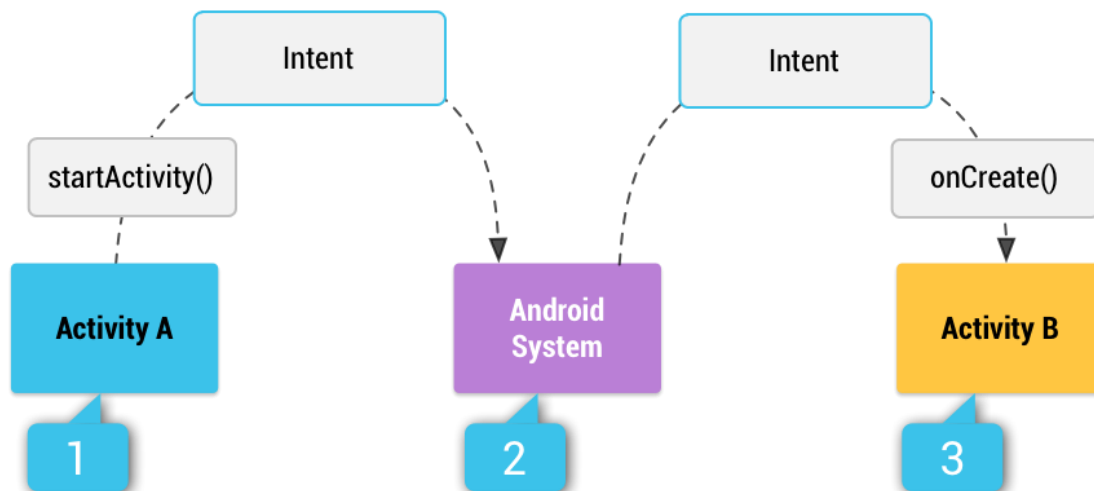 Intent
Intent
startActivity()
onCreate()
Activity A
Android
System
Activity B
1
2
3